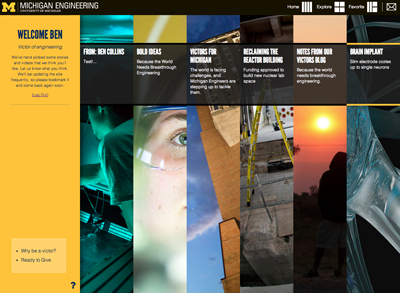 M MICHIGAN ENGINEERING
UNIVERSITY OF MICHIGAN
Home Explore Favorite
WELCOME BEN
Victor of engineering
We've hand picked some stories
and videos that we think you'll
like. Let us know what you think.
We'll be updating the site
frequently, so please bookmark it
and come back again soon.
FROM: BEN COLLINS
Test!...
BOLD IDEAS
Because the World
Needs Breakthrough
Engineering
VICTORS FOR
MICHIGAN
The world is
facing challenges, and
Michigan Engineers are
stepping up to tackle
them.
RECLAIMING THE
REACTOR BUILDING
Funding approved to
build new nuclear lab
space
NOTES FROM OUR
VICTORS BLOG
Because the world
needs breakthrough
engineering.
BRAIN IMPLANT
Slim electrode cozies
up to single neurons
• Why be a victor?
• Ready to Give
?